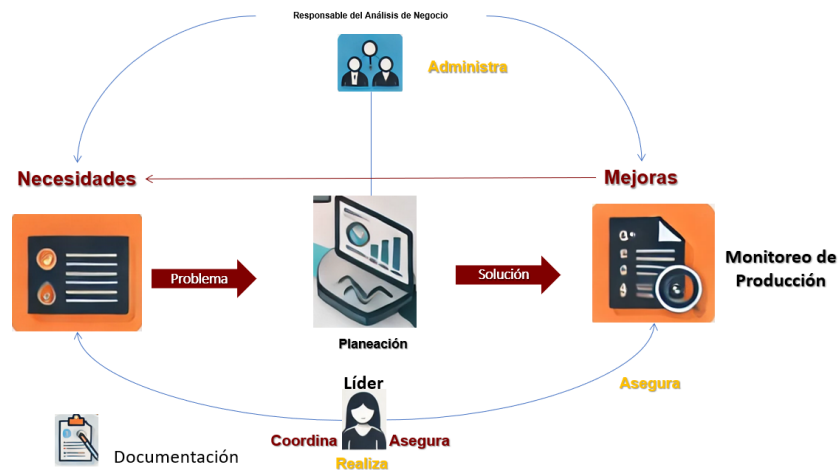 Responsable del Análisis de Negocio
Administra
Necesidades
Mejoras
Problema
Solución
Monitoreo de
Producción
Planeación
Líder
Asegura
Coordina
Asegura
Realiza
Documentación